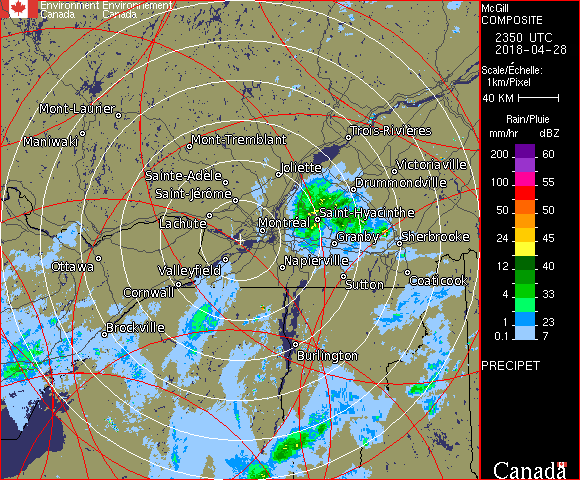 Environment Environnement
Canada Canada
McGill
COMPOSITE
2350 UTC
2018-04-28
Scale/Échelle:
1km/Pixel
40 KM
Rain/Pluie
mm/hr dBZ
200 60
100 55
50 50
24 45
12 40
4 33
1 23
0.1 7
PRECIPET
Canada
Mont-Laurier
Maniwaki
Mont-Tremblant
Trois-Rivières
Joliette
Victoriaville
Sainte-Adèle
Drummondville
Saint-Jérôme
Lachute
Montréal
Saint-Hyacinthe
Granby
Sherbrooke
Ottawa
Valleyfield
Napierville
Cornwall
Sutton
Coaticook
Brockville
Burlington